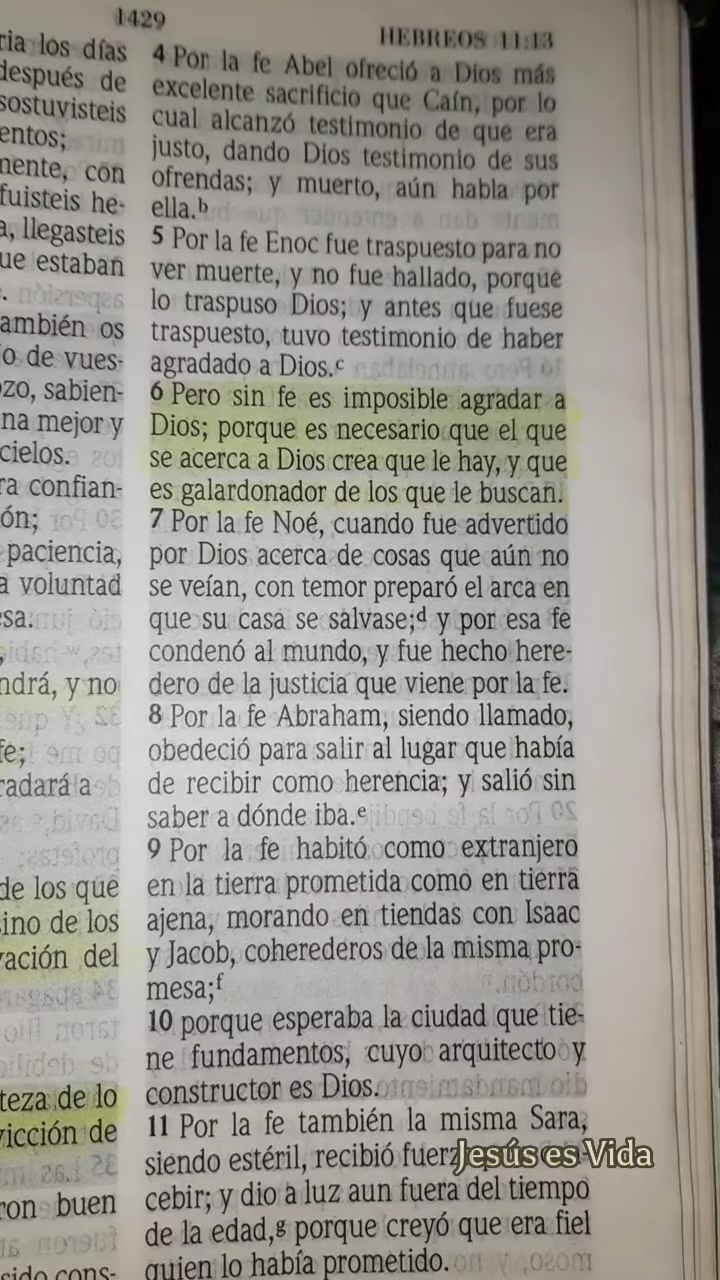 1429
HEBREOS 11:13
ria los días
después de
sostuvisteis
entos;
mente, con
fuisteis he-
a, llegasteis
ue estaban
.
ambién os
o de vues-
ozo, sabien-
na mejor y
cielos.
ra confian-
ón;
paciencia,
a voluntad
esa.
,
ndrá, y no
fe;
radará a
de los que
sino de los
vación del
teza de lo
vicción de
ron buen
sido cons-
4 Por la fe Abel ofreció a Dios más
excelente sacrificio que Caín, por lo
cual alcanzó testimonio de que era
justo, dando Dios testimonio de sus
ofrendas; y muerto, aún habla por
ella.b
5 Por la fe Enoc fue traspuesto para no
ver muerte, y no fue hallado, porque
lo traspuso Dios; y antes que fuese
traspuesto, tuvo testimonio de haber
agradado a Dios.c
6 Pero sin fe es imposible agradar a
Dios; porque es necesario que el que
se acerca a Dios crea que le hay, y que
es galardonador de los que le buscan.
7 Por la fe Noé, cuando fue advertido
por Dios acerca de cosas que aún no
se veían, con temor preparó el arca en
que su casa se salvase;d y por esa fe
condenó al mundo, y fue hecho here-
dero de la justicia que viene por la fe.
8 Por la fe Abraham, siendo llamado,
obedeció para salir al lugar que había
de recibir como herencia; y salió sin
saber a dónde iba.e
9 Por la fe habitó como extranjero
en la tierra prometida como en tierra
ajena, morando en tiendas con Isaac
y Jacob, coherederos de la misma pro-
mesa;f
10 porque esperaba la ciudad que tie-
ne fundamentos, cuyo arquitecto y
constructor es Dios.
11 Por la fe también la misma Sara,
siendo estéril, recibió fuerz
Jesús es Vida
cebir; y dio a luz aun fuera del tiempo
de la edad,g porque creyó que era fiel
quien lo había prometido.